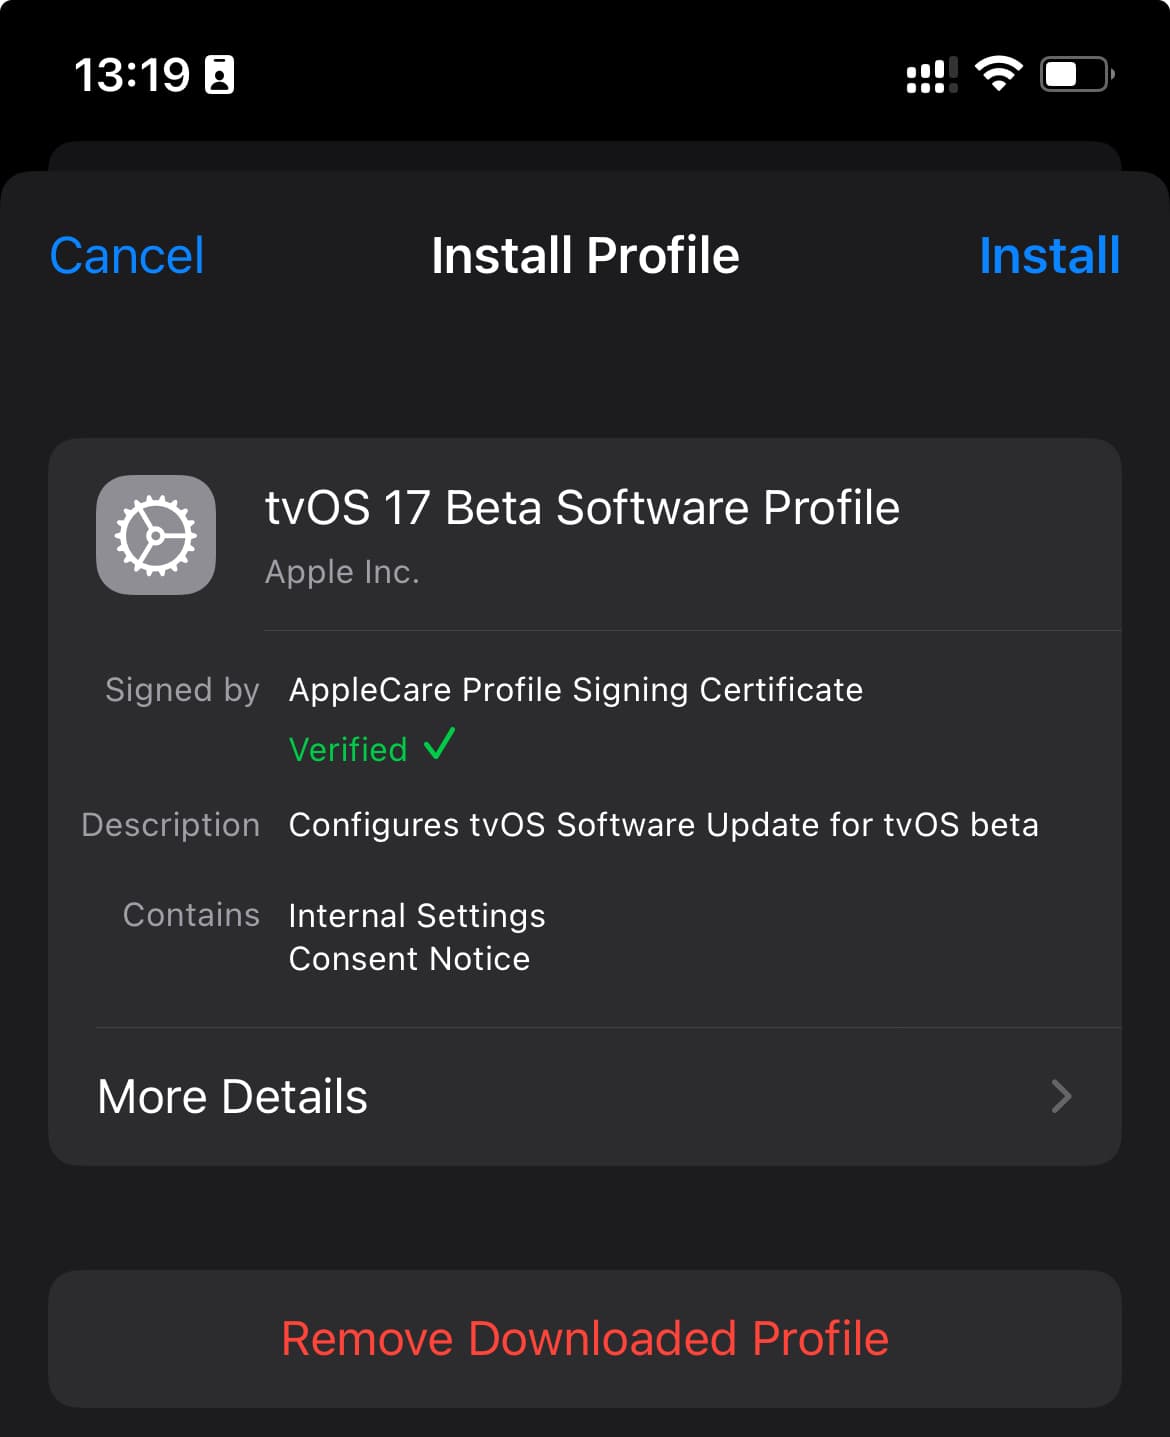 13:19
Cancel Install Profile Install
tvOS 17 Beta Software Profile
Apple Inc.
Signed by AppleCare Profile Signing Certificate
Verified ✓
Description Configures tvOS Software Update for tvOS beta
Contains Internal Settings
Consent Notice
More Details
Remove Downloaded Profile